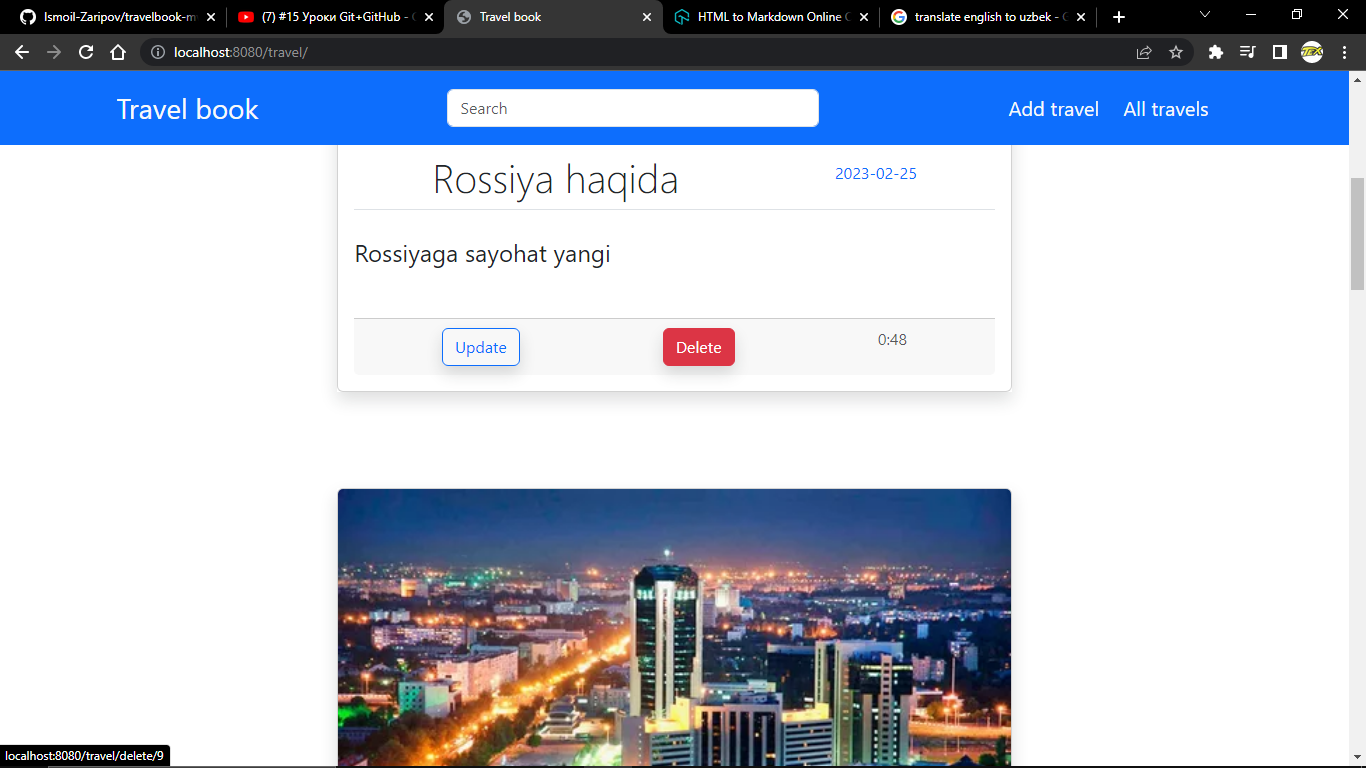 Ismoil-Zaripov/travelbook-m
(7) #15 Уроки Git+GitHub -
Travel book
HTML to Markdown Online
translate english to uzbek -
localhost:8080/travel/
Travel book
Search
Add travel
All travels
Rossiya haqida
2023-02-25
Rossiyaga sayohat yangi
Update
Delete
0:48
localhost:8080/travel/delete/9